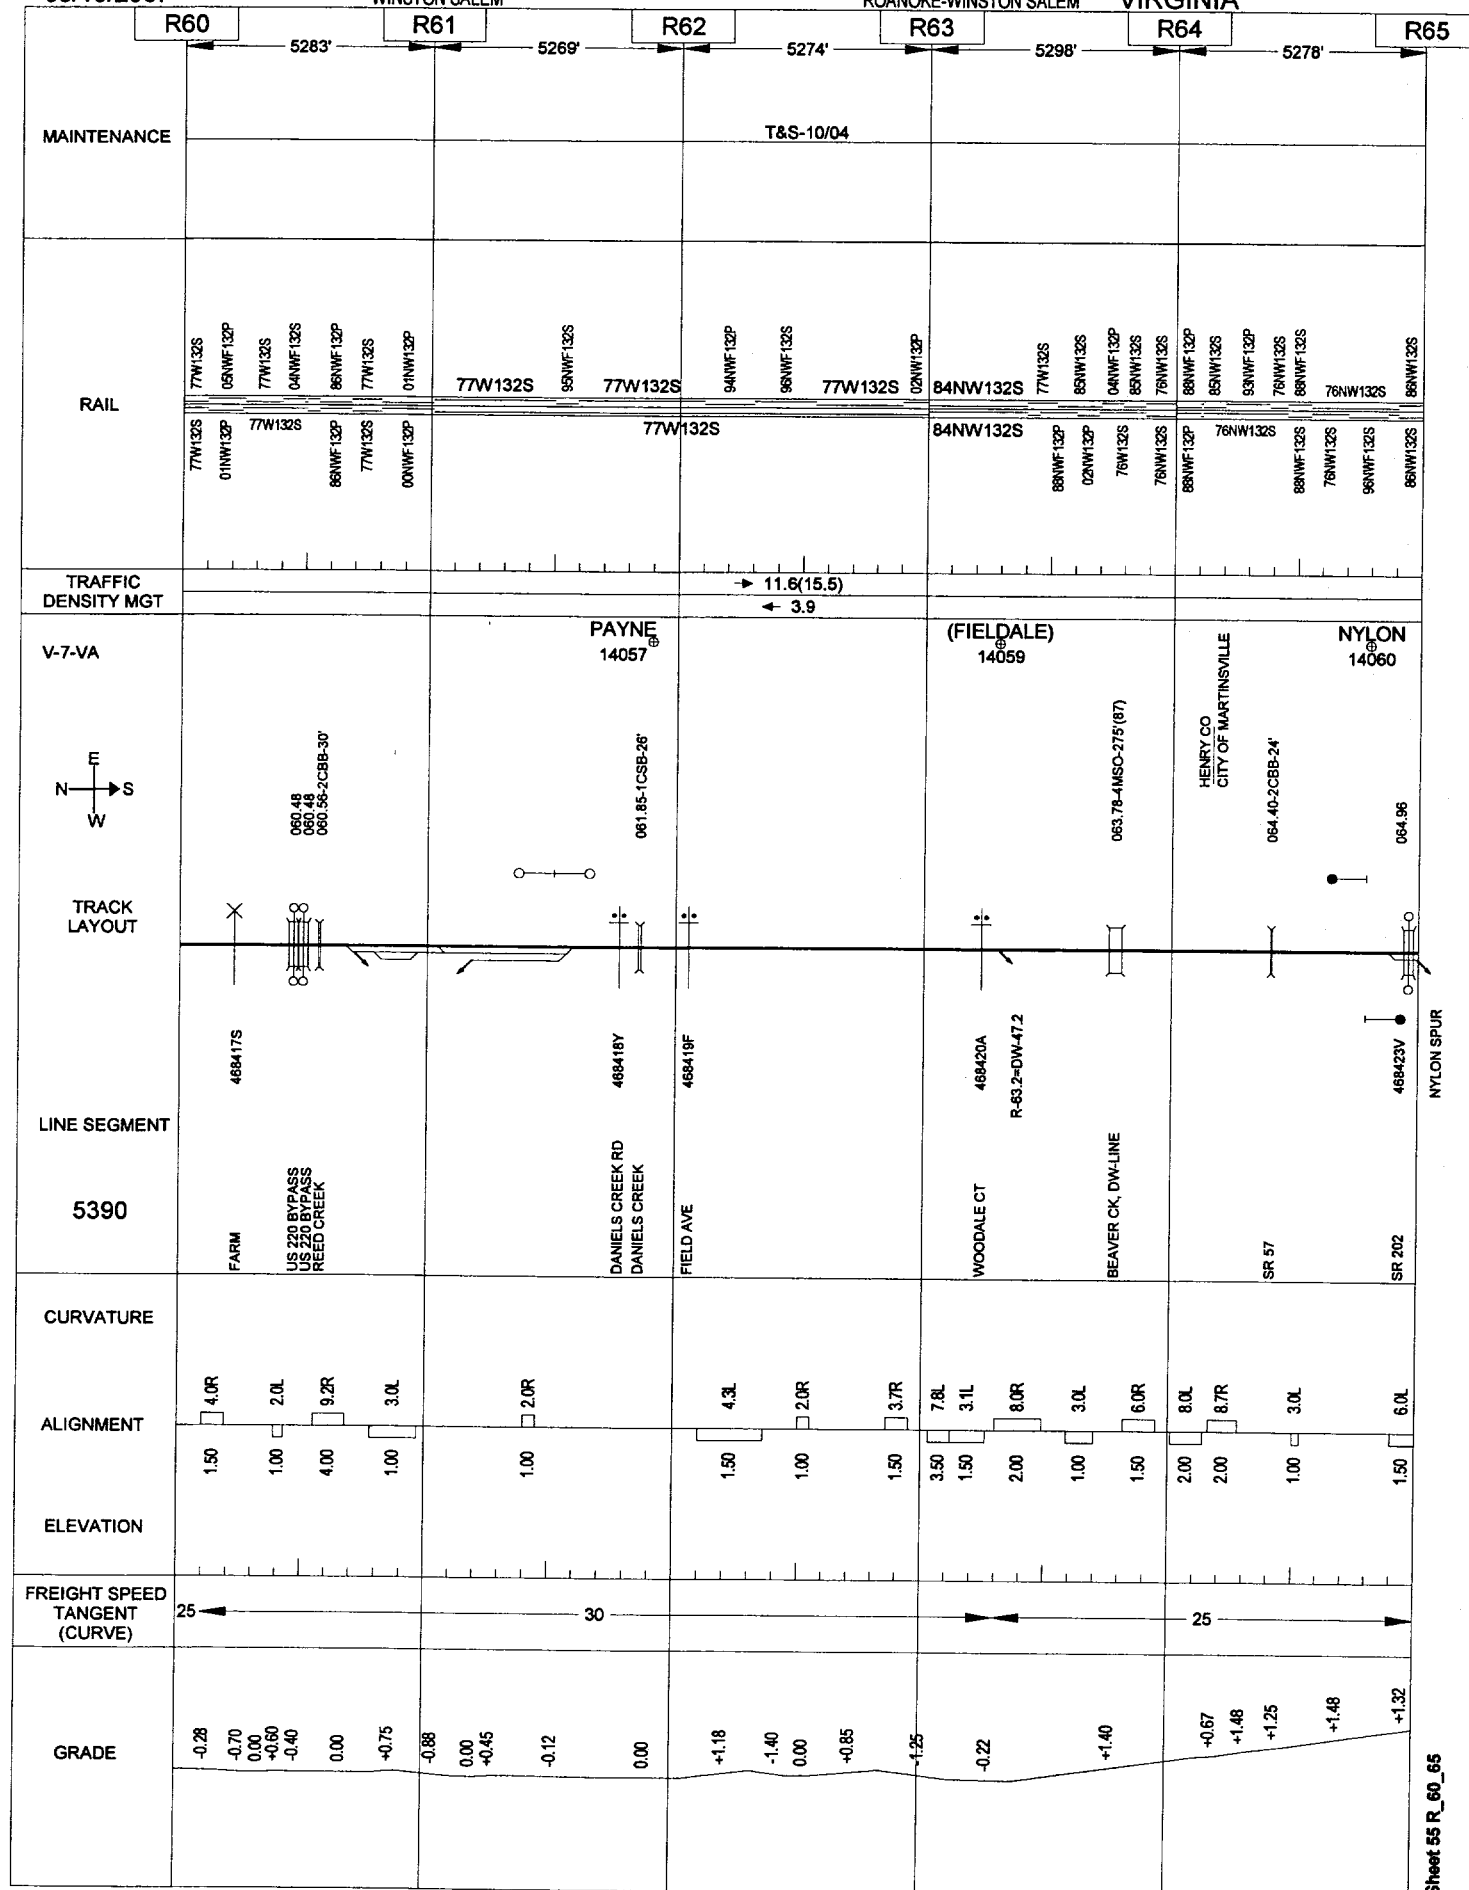 WINSTON SALEM
ROANOKE-WINSTON SALEM VIRGINIA
R60 R61 R62 R63 R64 R65
5283' 5269' 5274' 5298' 5278'
MAINTENANCE
T&S-10/04
77W132S 05NWF132P 77W132S 04NWF132S 86NWF132P 77W132S 01NW132P 77W132S 95NWF132S 77W132S 94NWF132P 96NWF132S 77W132S 02NW132P 84NW132S 77W132S 85NW132S 04NWF132P 85NW132S 76NW132S 88NWF132P 85NW132S 93NWF132P 76NW132S 88NWF132S 76NW132S 86NW132S
RAIL
77W132S 01NW132P 77W132S 86NWF132P 77W132S 00NWF132P 77W132S 84NW132S 88NWF132P 02NW132P 76W132S 76NW132S 88NWF132P 76NW132S 88NWF132S 76NW132S 96NWF132S 86NW132S
TRAFFIC
DENSITY MGT
→ 11.6(15.5)
← 3.9
V-7-VA
PAYNE
14057
(FIELDALE)
14059
NYLON
14060
HENRY CO
CITY OF MARTINSVILLE
E
N S
W
060.48
060.48
060.56-2CBB-30'
061.85-1CSB-26'
063.78-4MSO-275'(87)
064.40-2CBB-24'
064.96
TRACK
LAYOUT
468417S
468418Y
468419F
468420A
R-63.2=DW-47.2
468423V
NYLON SPUR
LINE SEGMENT
5390
FARM
US 220 BYPASS
US 220 BYPASS
REED CREEK
DANIELS CREEK RD
DANIELS CREEK
FIELD AVE
WOODALE CT
BEAVER CK, DW-LINE
SR 57
SR 202
CURVATURE
4.0R 2.0L 9.2R 3.0L 2.0R 4.3L 2.0R 3.7R 7.8L 3.1L 8.0R 3.0L 6.0R 8.0L 8.7R 3.0L 6.0L
ALIGNMENT
1.50 1.00 4.00 1.00 1.00 1.50 1.00 1.50 3.50 1.50 2.00 1.00 1.50 2.00 2.00 1.00 1.50
ELEVATION
FREIGHT SPEED
TANGENT
(CURVE)
25 30 25
GRADE
-0.28 -0.70 0.00 +0.60 -0.40 0.00 +0.75 -0.88 0.00 +0.45 -0.12 0.00 +1.18 -1.40 0.00 +0.85 -1.25 -0.22 +1.40 +0.67 +1.48 +1.25 +1.48 +1.32
Sheet 55 R_60_65